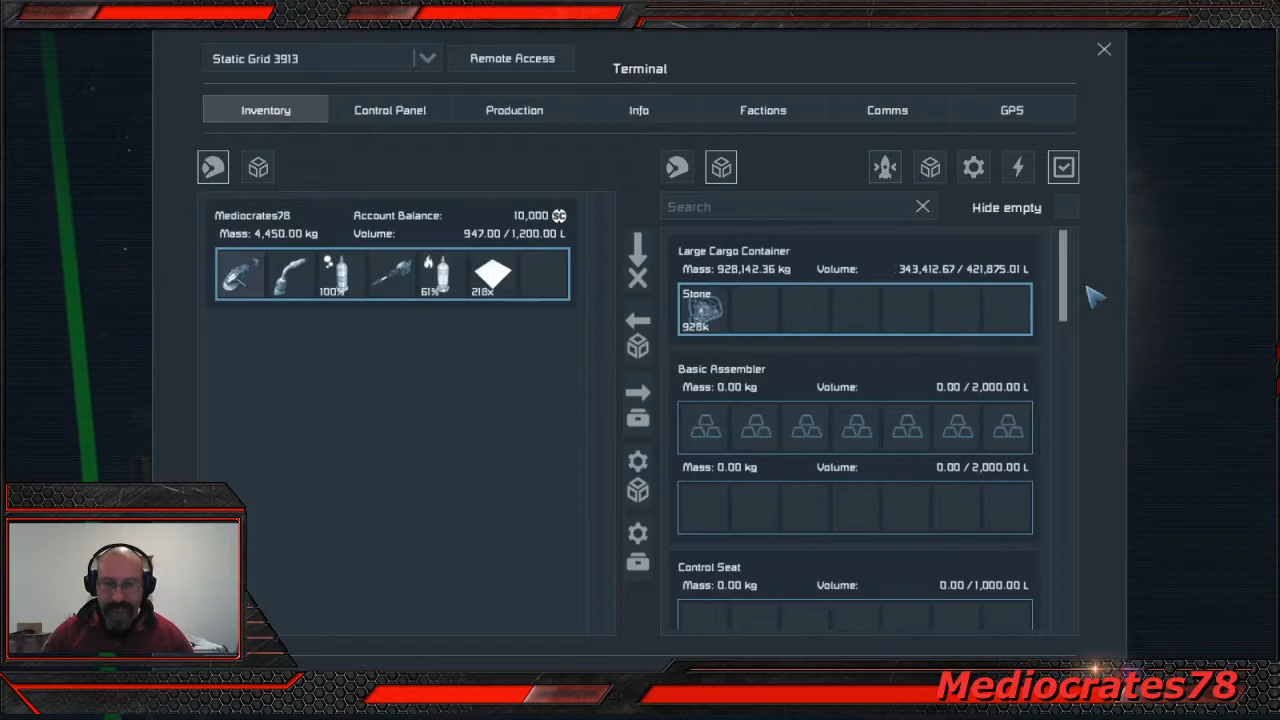 Static Grid 3913
Remote Access
Terminal
Inventory
Control Panel
Production
Info
Factions
Comms
GPS
Search
Hide empty
Mediocrates78 Account Balance: 10,000 SC
Mass: 4,450.00 kg Volume: 947.00 / 1,200.00 L
100% 61% 218x
Large Cargo Container
Mass: 928,142.36 kg Volume: 343,412.67 / 421,875.01 L
Stone
928k
Basic Assembler
Mass: 0.00 kg Volume: 0.00 / 2,000.00 L
Mass: 0.00 kg Volume: 0.00 / 2,000.00 L
Control Seat
Mass: 0.00 kg Volume: 0.00 / 1,000.00 L
Mediocrates78